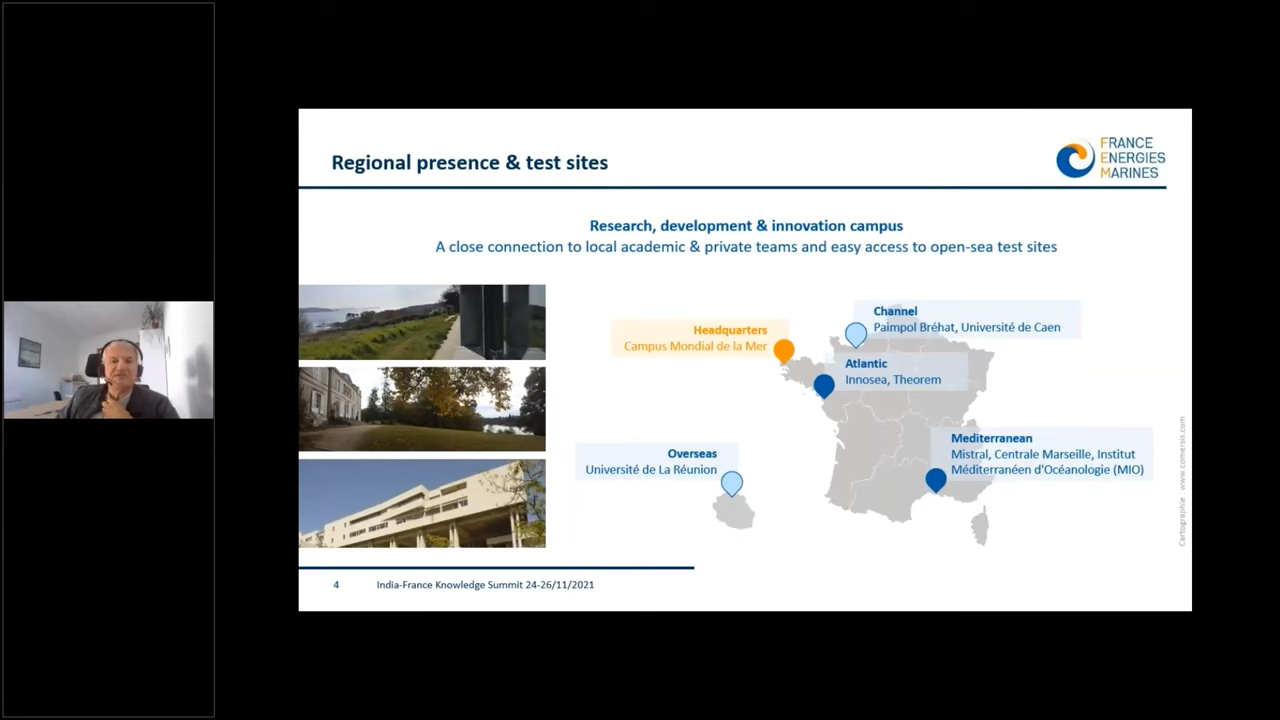 Regional presence & test sites
FRANCE
ENERGIES
MARINES
Research, development & innovation campus
A close connection to local academic & private teams and easy access to open-sea test sites
Channel
Paimpol Bréhat, Université de Caen
Headquarters
Campus Mondial de la Mer
Atlantic
Innosea, Theorem
Mediterranean
Mistral, Centrale Marseille, Institut
Méditerranéen d'Océanologie (MIO)
Overseas
Université de La Réunion
Cartographie : www.comersis.com
4
India-France Knowledge Summit 24-26/11/2021